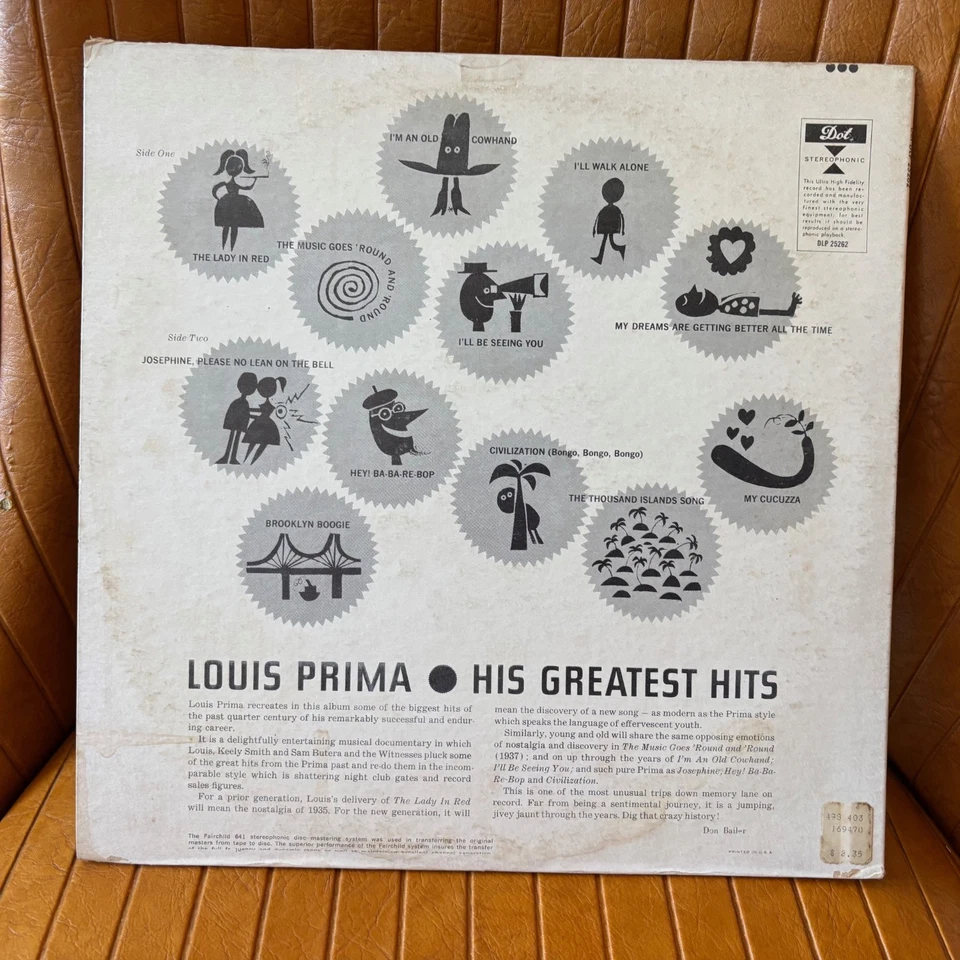 Side One
THE LADY IN RED
I'M AN OLD COWHAND
I'LL WALK ALONE
THE MUSIC GOES 'ROUND AND 'ROUND
I'LL BE SEEING YOU
MY DREAMS ARE GETTING BETTER ALL THE TIME
Dot
STEREOPHONIC
This Ultra High Fidelity
record has been re-
corded and manufac-
tured with the very
finest stereophonic
equipment; for best
results it should be
reproduced on a stereo-
phonic playback.
DLP 25262
Side Two
JOSEPHINE, PLEASE NO LEAN ON THE BELL
HEY! BA-BA-RE-BOP
CIVILIZATION (Bongo, Bongo, Bongo)
MY CUCUZZA
BROOKLYN BOOGIE
THE THOUSAND ISLANDS SONG
LOUIS PRIMA ● HIS GREATEST HITS
Louis Prima recreates in this album some of the biggest hits of
the past quarter century of his remarkably successful and endur-
ing career.
It is a delightfully entertaining musical documentary in which
Louis, Keely Smith and Sam Butera and the Witnesses pluck some
of the great hits from the Prima past and re-do them in the incom-
parable style which is shattering night club gates and record
sales figures.
For a prior generation, Louis's delivery of The Lady In Red
will mean the nostalgia of 1935. For the new generation, it will
mean the discovery of a new song — as modern as the Prima style
which speaks the language of effervescent youth.
Similarly, young and old will share the same opposing emotions
of nostalgia and discovery in The Music Goes 'Round and 'Round
(1937); and on up through the years of I'm An Old Cowhand;
I'll Be Seeing You; and such pure Prima as Josephine; Hey! Ba-Ba-
Re-Bop and Civilization.
This is one of the most unusual trips down memory lane on
record. Far from being a sentimental journey, it is a jumping,
jivey jaunt through the years. Dig that crazy history!
Don Bailer
The Fairchild 641 stereophonic disc mastering system was used in transferring the original
masters from tape to disc. The superior performance of the Fairchild system insures the transfer
PRINTED IN U.S.A.
403
169470